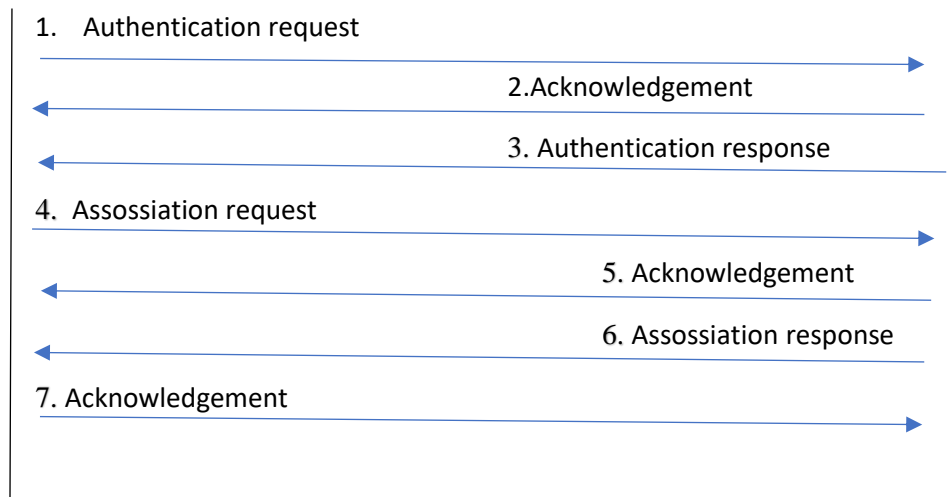 1. Authentication request
2.Acknowledgement
3. Authentication response
4. Assossiation request
5. Acknowledgement
6. Assossiation response
7. Acknowledgement